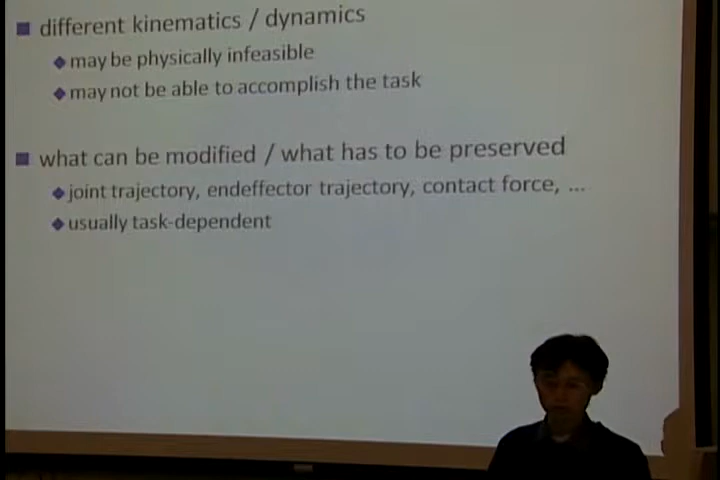 different kinematics / dynamics
may be physically infeasible
may not be able to accomplish the task
what can be modified / what has to be preserved
joint trajectory, endeffector trajectory, contact force, ...
usually task-dependent